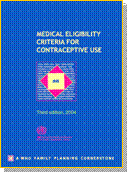 MEDICAL ELIGIBILITY
CRITERIA FOR
CONTRACEPTIVE USE
Third edition, 2004
A WHO FAMILY PLANNING CORNERSTONE